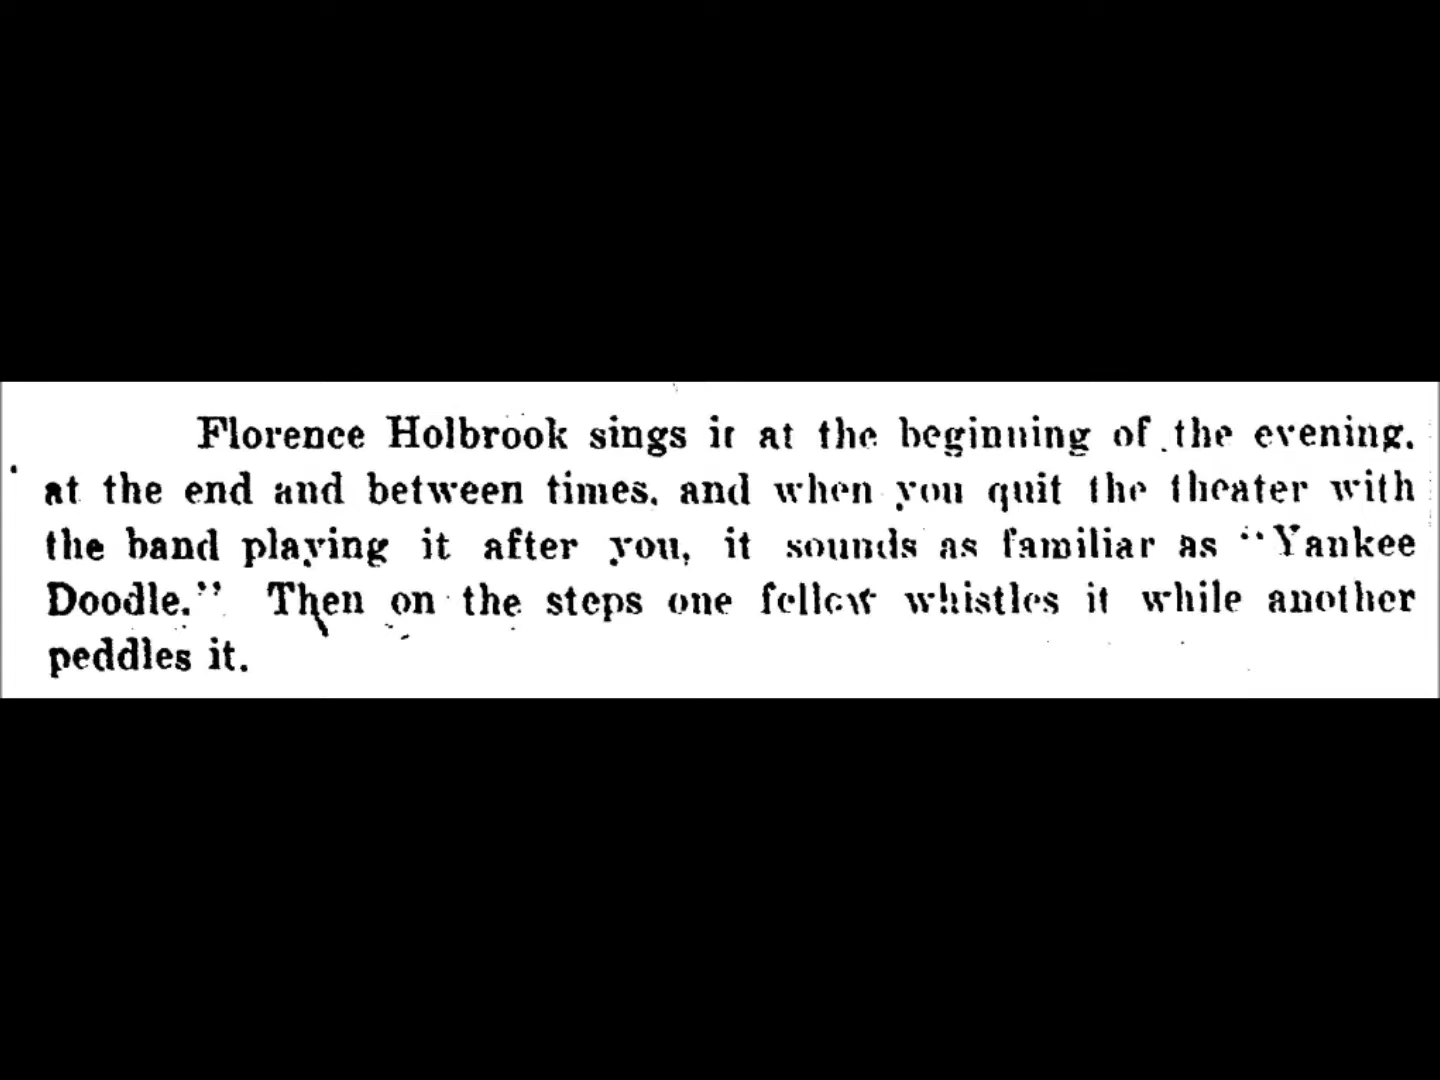 Florence Holbrook sings it at the beginning of the evening,
at the end and between times, and when you quit the theater with
the band playing it after you, it sounds as familiar as "Yankee
Doodle." Then on the steps one fellow whistles it while another
peddles it.